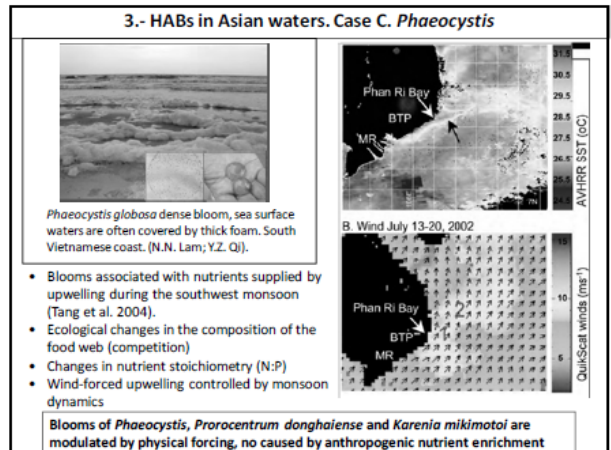 3.- HABs in Asian waters. Case C. Phaeocystis
Phaeocystis globosa dense bloom, sea surface
waters are often covered by thick foam. South
Vietnamese coast. (N.N. Lam; Y.Z. Qi).
• Blooms associated with nutrients supplied by
upwelling during the southwest monsoon
(Tang et al. 2004).
• Ecological changes in the composition of the
food web (competition)
• Changes in nutrient stoichiometry (N:P)
• Wind-forced upwelling controlled by monsoon
dynamics
Phan Ri Bay
BTP
MR
7N
31.5
30.5
29.5
28.5
27.5
26.5
25.5
24.5
AVHRR SST (oC)
B. Wind July 13-20, 2002
Phan Ri Bay
BTP
MR
1
2
15
10
5
QuikScat winds (ms-1)
Blooms of Phaeocystis, Prorocentrum donghaiense and Karenia mikimotoi are
modulated by physical forcing, no caused by anthropogenic nutrient enrichment